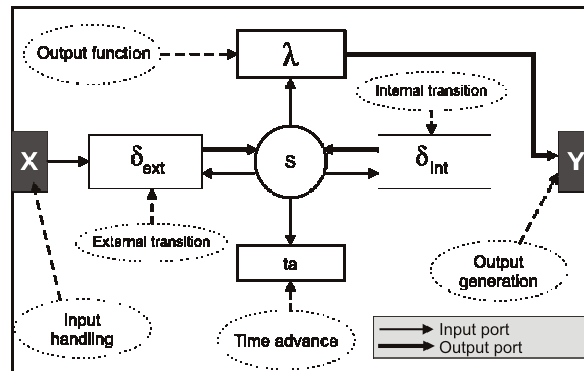 Output function
λ
Internal transition
X
δext
s
δint
Y
External transition
ta
Output
generation
Input
handling
Time advance
Input port
Output port